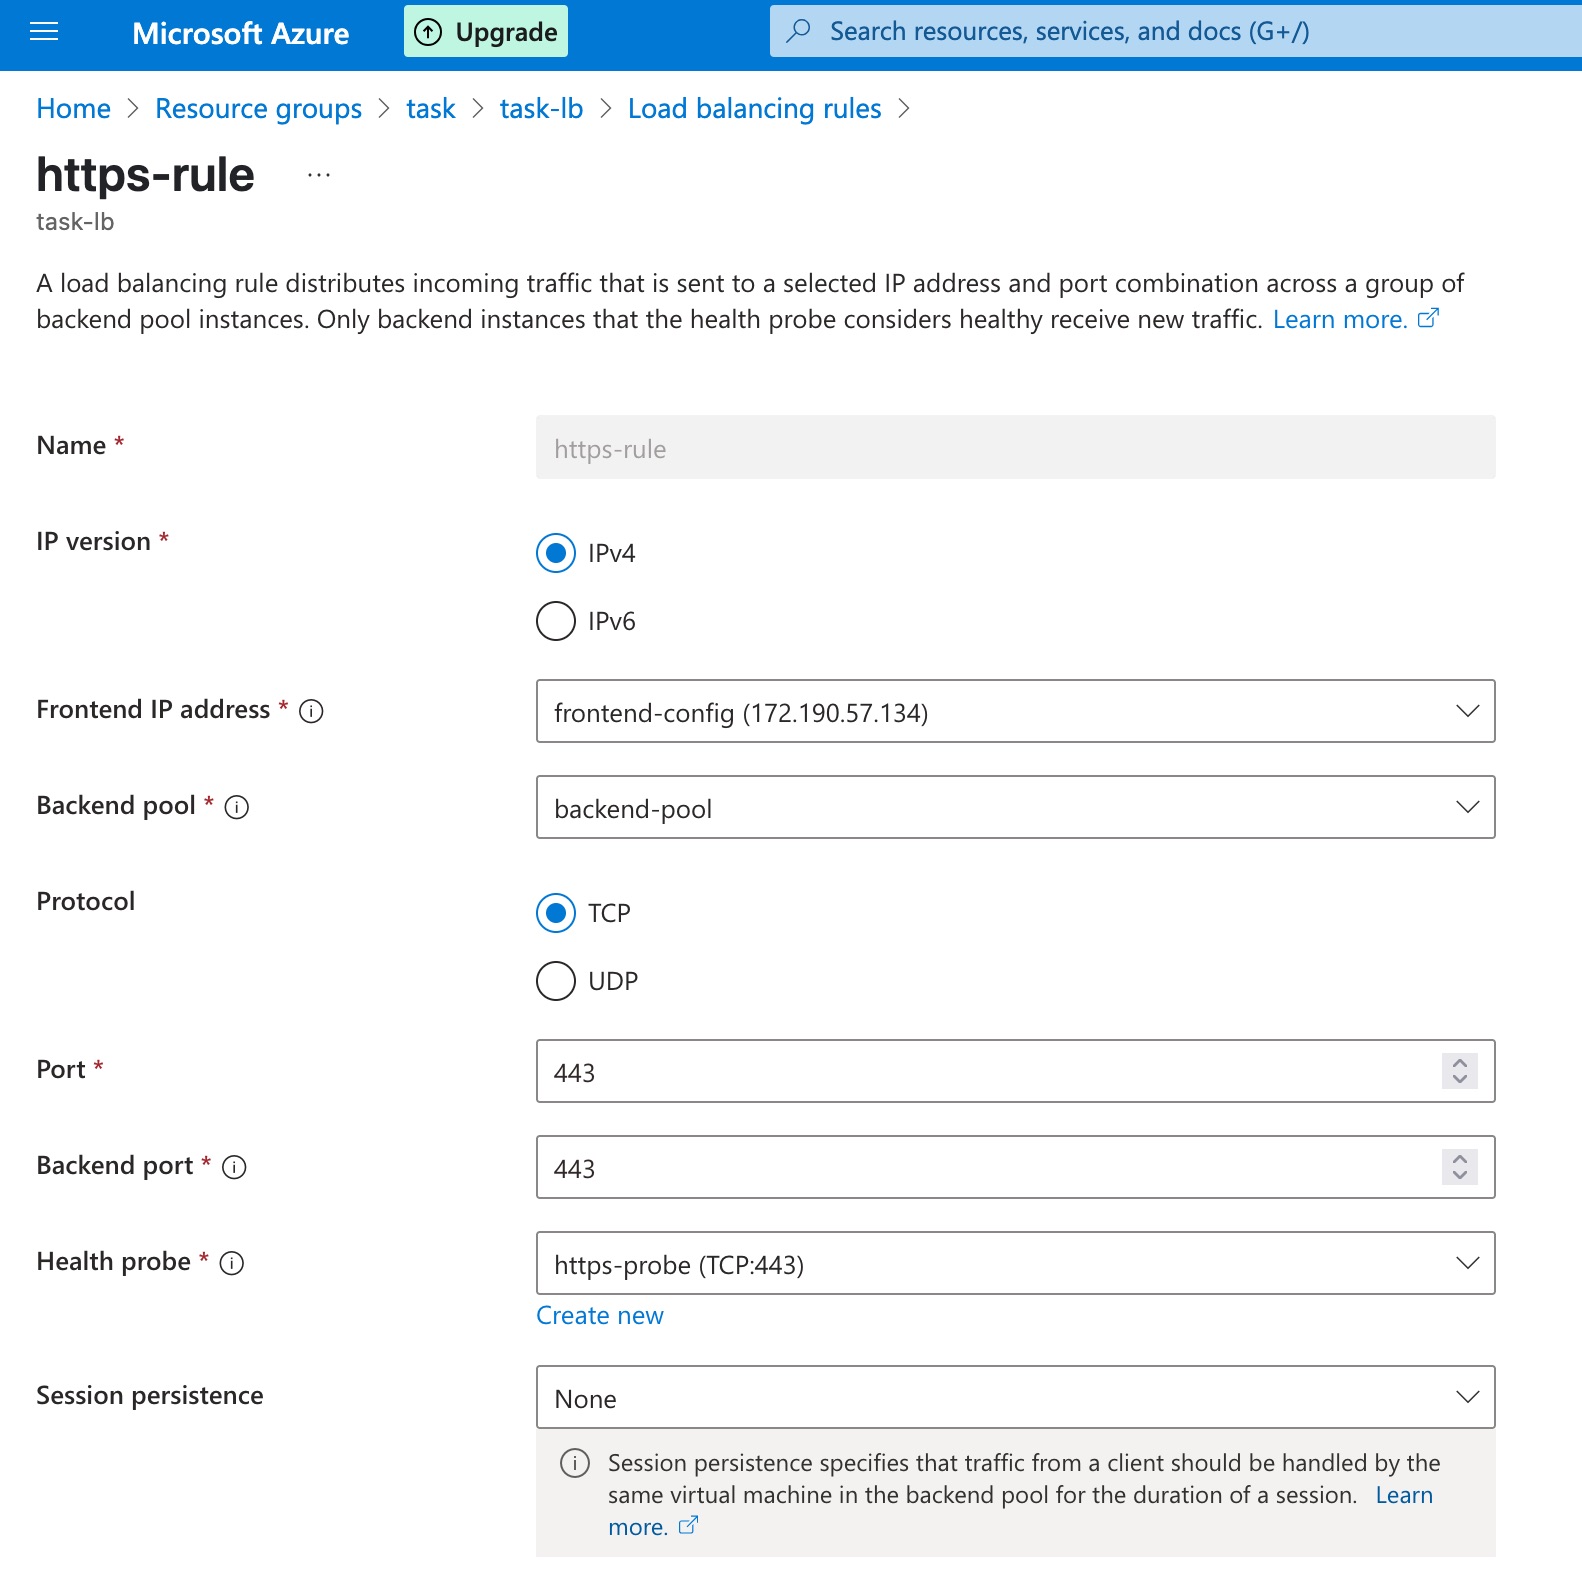 Microsoft Azure
Upgrade
Search resources, services, and docs (G+/)
Home > Resource groups > task > task-lb > Load balancing rules >
https-rule ...
task-lb
A load balancing rule distributes incoming traffic that is sent to a selected IP address and port combination across a group of
backend pool instances. Only backend instances that the health probe considers healthy receive new traffic. Learn more.
Name *
https-rule
IP version *
IPv4
IPv6
Frontend IP address *
frontend-config (172.190.57.134)
Backend pool *
backend-pool
Protocol
TCP
UDP
Port *
443
Backend port *
443
Health probe *
https-probe (TCP:443)
Create new
Session persistence
None
Session persistence specifies that traffic from a client should be handled by the
same virtual machine in the backend pool for the duration of a session. Learn
more.